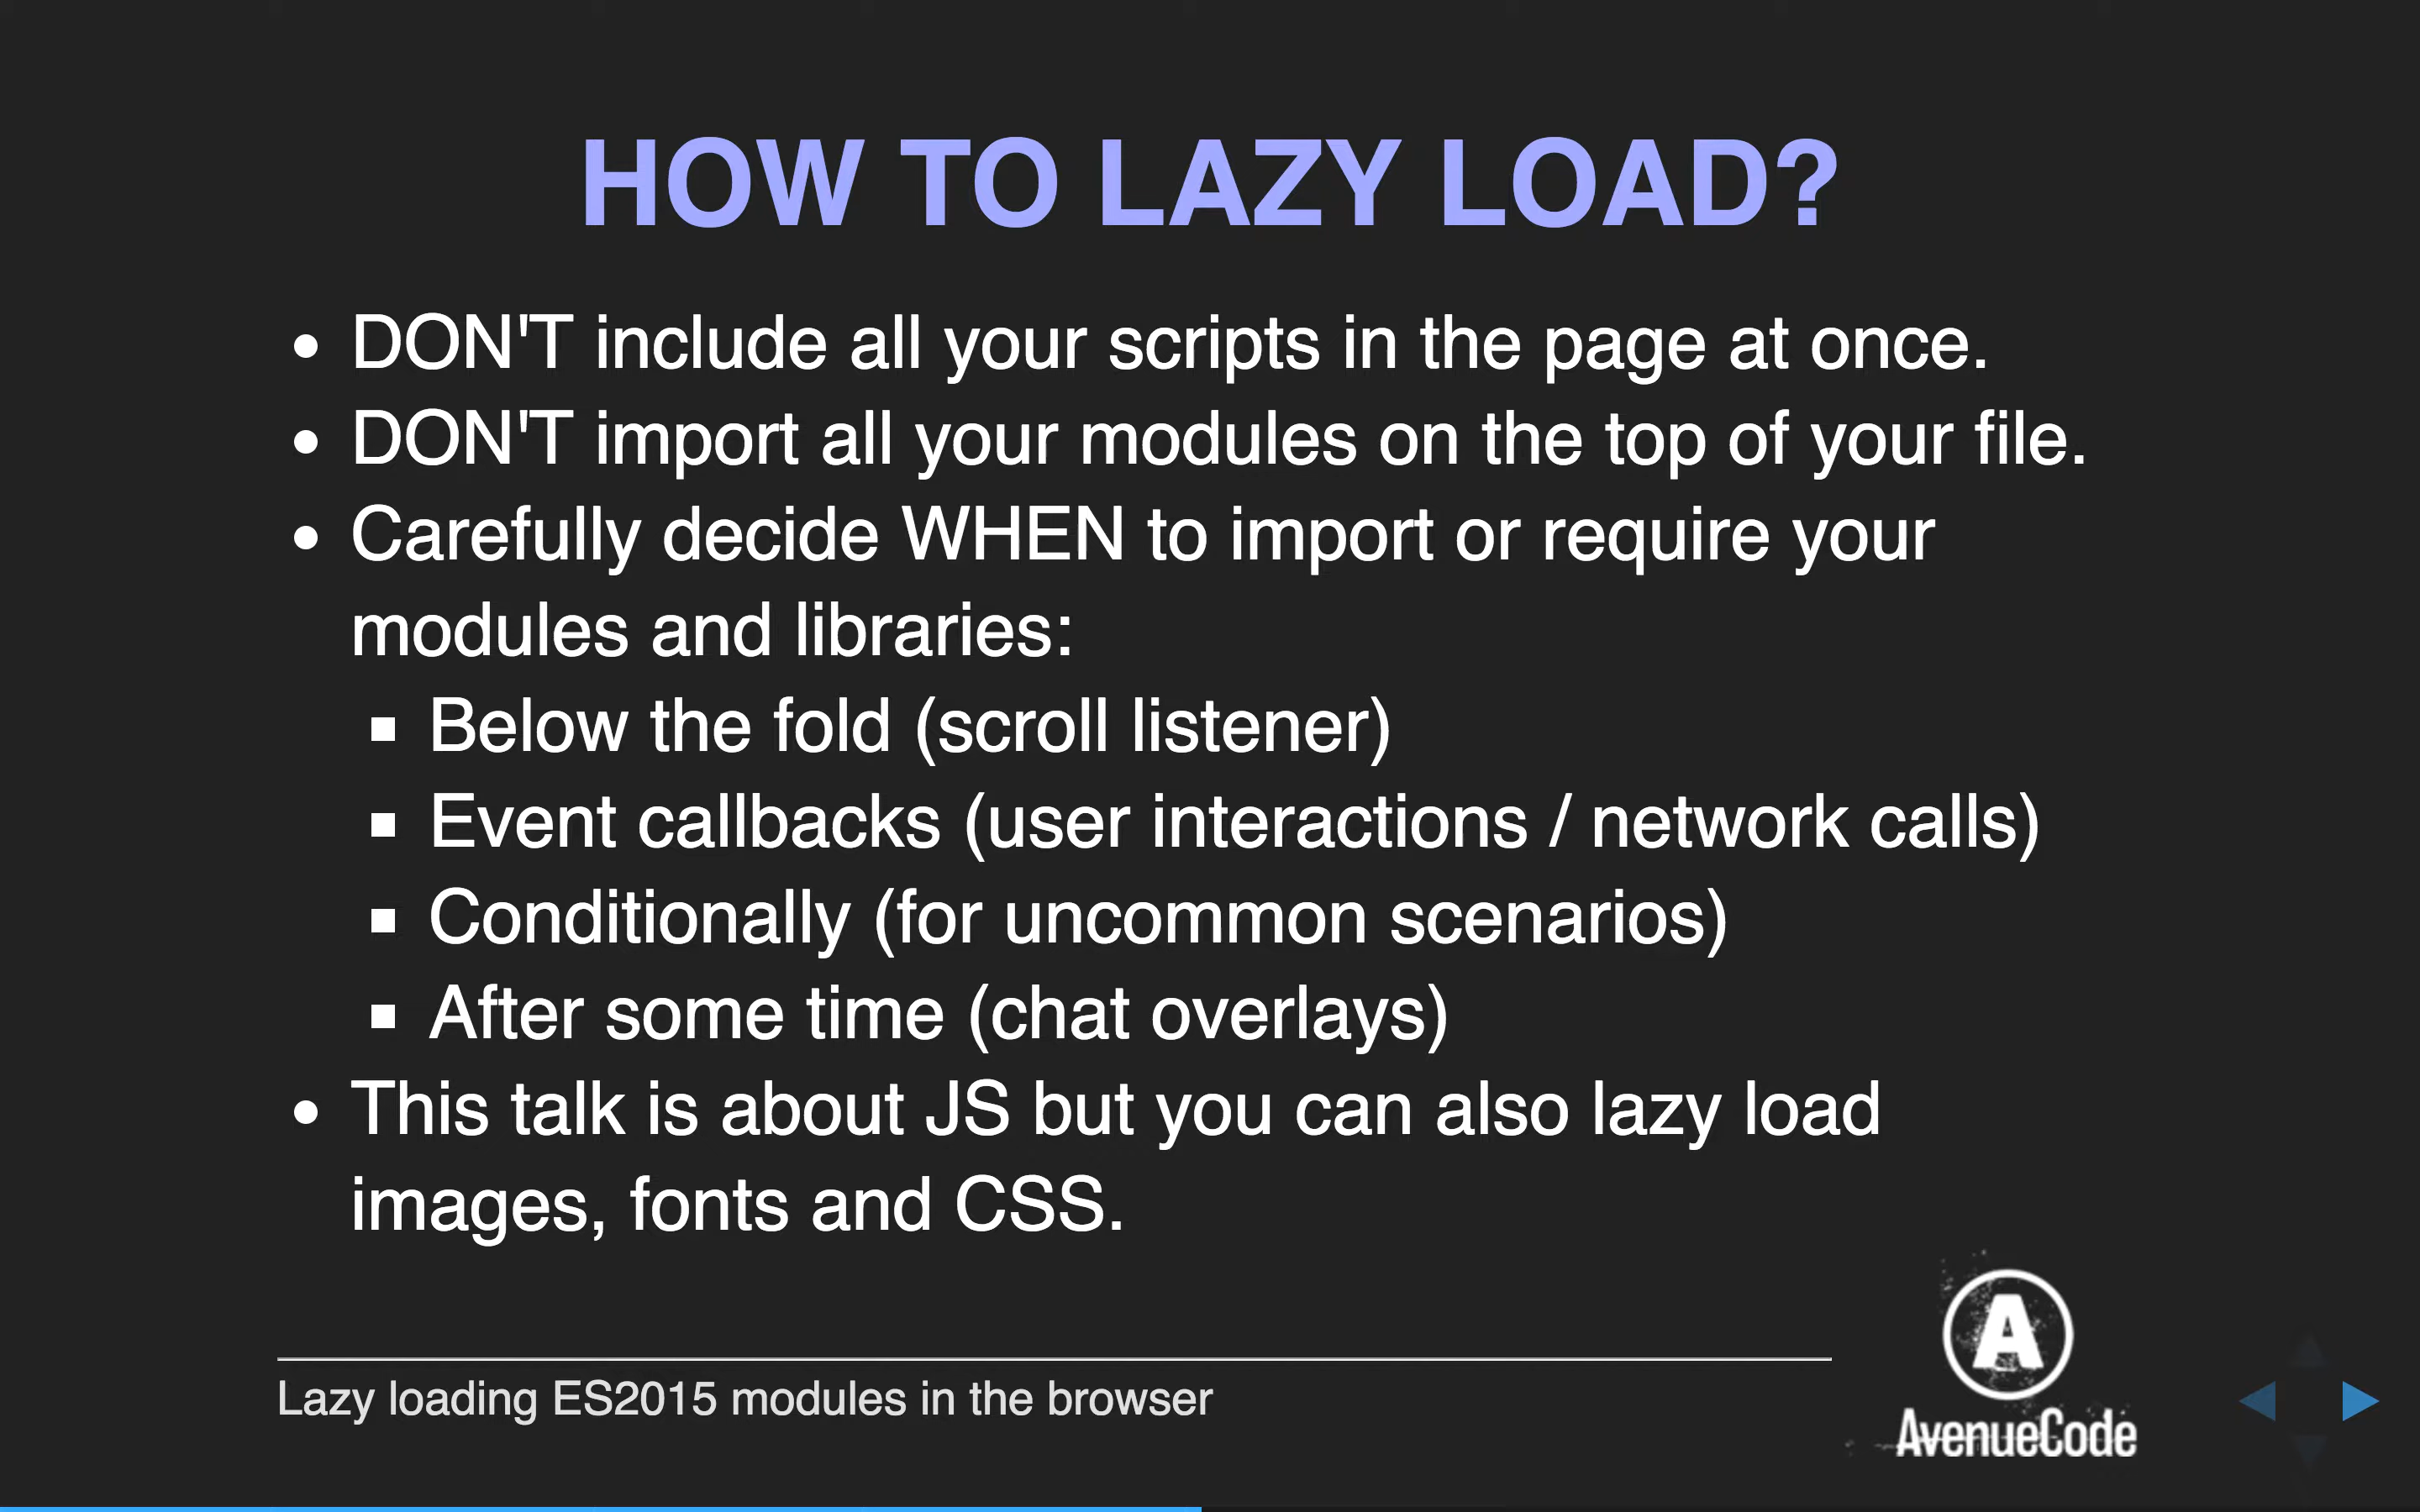 HOW TO LAZY LOAD?
DON'T include all your scripts in the page at once.
DON'T import all your modules on the top of your file.
Carefully decide WHEN to import or require your
modules and libraries:
Below the fold (scroll listener)
Event callbacks (user interactions / network calls)
Conditionally (for uncommon scenarios)
After some time (chat overlays)
This talk is about JS but you can also lazy load
images, fonts and CSS.
Lazy loading ES2015 modules in the browser
A
AvenueCode